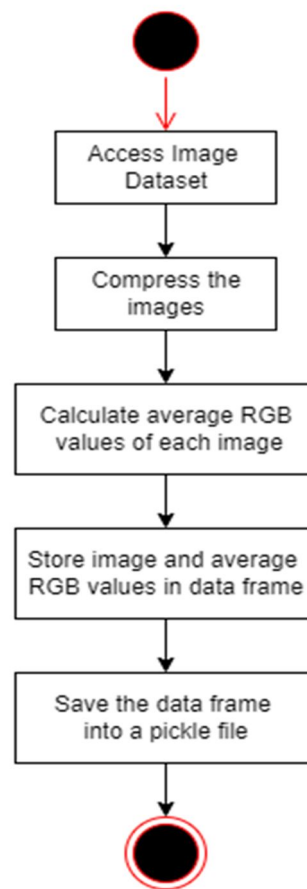 Access Image
Dataset
Compress the
images
Calculate average RGB
values of each image
Store image and average
RGB values in data frame
Save the data frame
into a pickle file